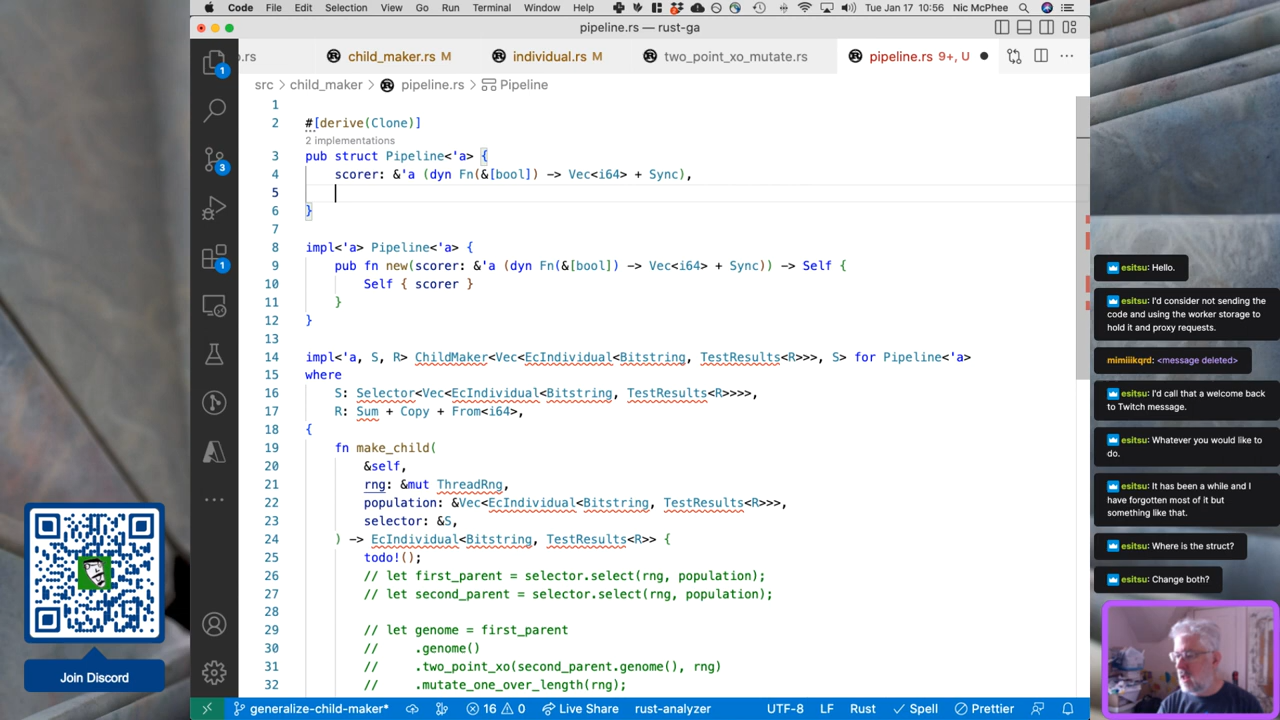 Code File Edit Selection View Go Run Terminal Window Help Tue Jan 17 10:56 Nic McPhee
pipeline.rs — rust-ga
o.rs child_maker.rs M individual.rs M two_point_xo_mutate.rs pipeline.rs 9+, U
src > child_maker > pipeline.rs > Pipeline
1
2 #[derive(Clone)]
2 implementations
3 pub struct Pipeline<'a> {
4 scorer: &'a (dyn Fn(&[bool]) -> Vec<i64> + Sync),
5
6 }
7
8 impl<'a> Pipeline<'a> {
9 pub fn new(scorer: &'a (dyn Fn(&[bool]) -> Vec<i64> + Sync)) -> Self {
10 Self { scorer }
11 }
12 }
13
14 impl<'a, S, R> ChildMaker<Vec<EcIndividual<Bitstring, TestResults<R>>>, S> for Pipeline<'a>
15 where
16 S: Selector<Vec<EcIndividual<Bitstring, TestResults<R>>>>,
17 R: Sum + Copy + From<i64>,
18 {
19 fn make_child(
20 &self,
21 rng: &mut ThreadRng,
22 population: &Vec<EcIndividual<Bitstring, TestResults<R>>>,
23 selector: &S,
24 ) -> EcIndividual<Bitstring, TestResults<R>> {
25 todo!();
26 // let first_parent = selector.select(rng, population);
27 // let second_parent = selector.select(rng, population);
28
29 // let genome = first_parent
30 // .genome()
31 // .two_point_xo(second_parent.genome(), rng)
32 // .mutate_one_over_length(rng);
1
3
1
Join Discord
generalize-child-maker* 16 0 Live Share rust-analyzer UTF-8 LF Rust Spell Prettier
esitsu: Hello.
esitsu: I'd consider not sending the
code and using the worker storage to
hold it and proxy requests.
mimiiikqrd: <message deleted>
esitsu: I'd call that a welcome back
to Twitch message.
esitsu: Whatever you would like to
do.
esitsu: It has been a while and I
have forgotten most of it but
something like that.
esitsu: Where is the struct?
esitsu: Change both?